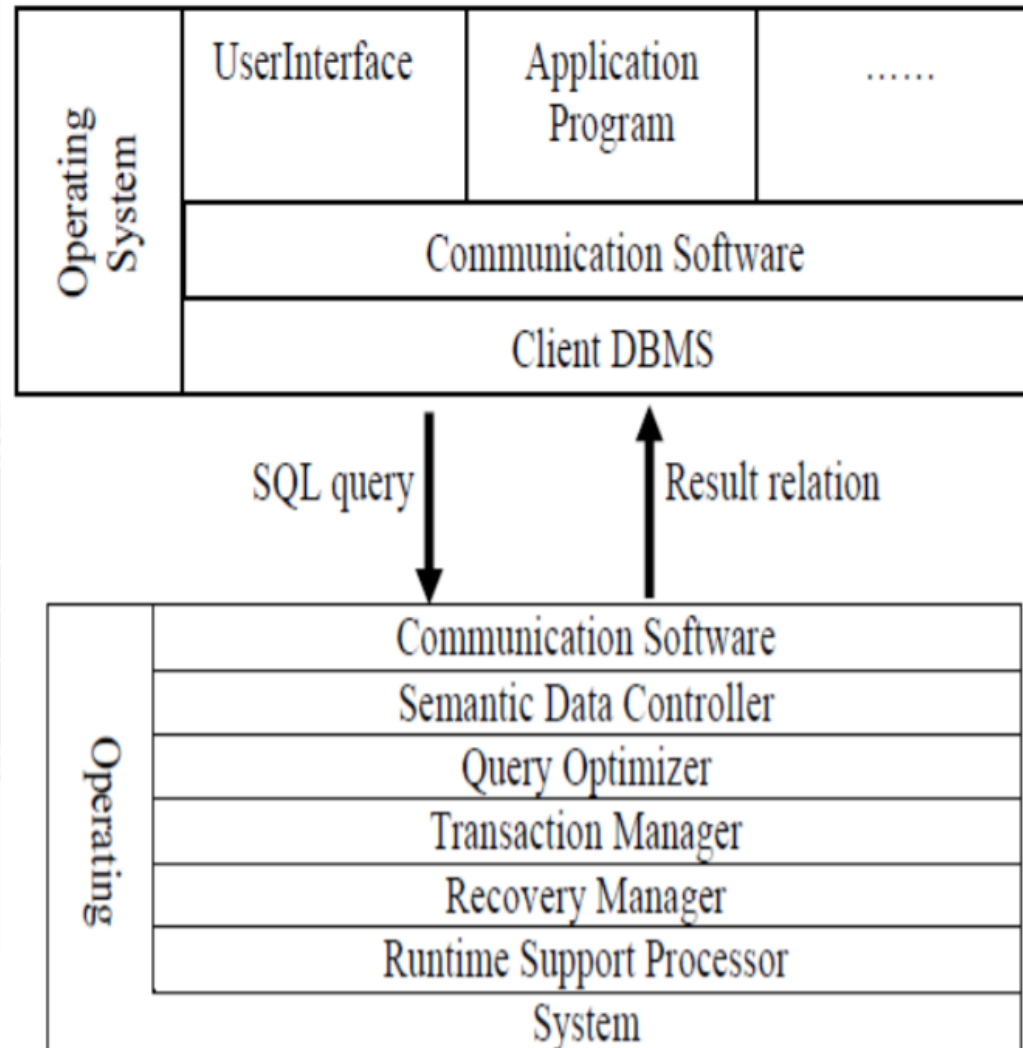 Operating
System
UserInterface
Application
Program
......
Communication Software
Client DBMS
SQL query
Result relation
Operating
Communication Software
Semantic Data Controller
Query Optimizer
Transaction Manager
Recovery Manager
Runtime Support Processor
System